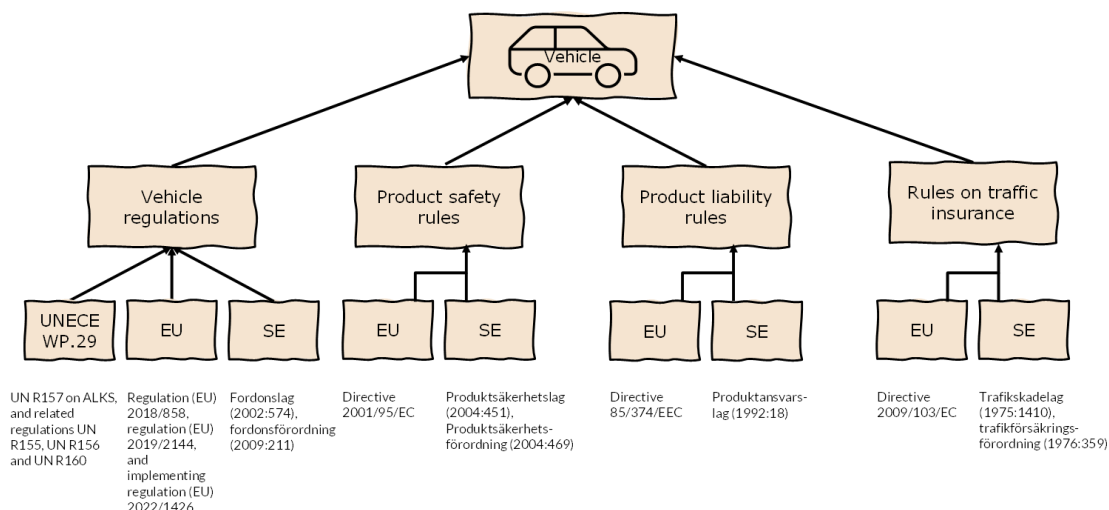 Vehicle
Vehicle
regulations
Product safety
rules
Product liability
rules
Rules on traffic
insurance
UNECE
WP.29
EU
SE
EU
SE
EU
SE
EU
SE
UN R157 on ALKS,
and related
regulations UN
R155, UN R156
and UN R160
Regulation (EU)
2018/858,
regulation (EU)
2019/2144,
and
implementing
regulation (EU)
2022/1426
Fordonslag
(2002:574),
fordonsförordning
(2009:211)
Directive
2001/95/EC
Produktsäkerhetslag
(2004:451),
Produktsäkerhets-
förordning (2004:469)
Directive
85/374/EEC
Produktansvars-
lag (1992:18)
Directive
2009/103/EC
Trafikskadelag
(1975:1410),
trafikförsäkrings-
förordning (1976:359)